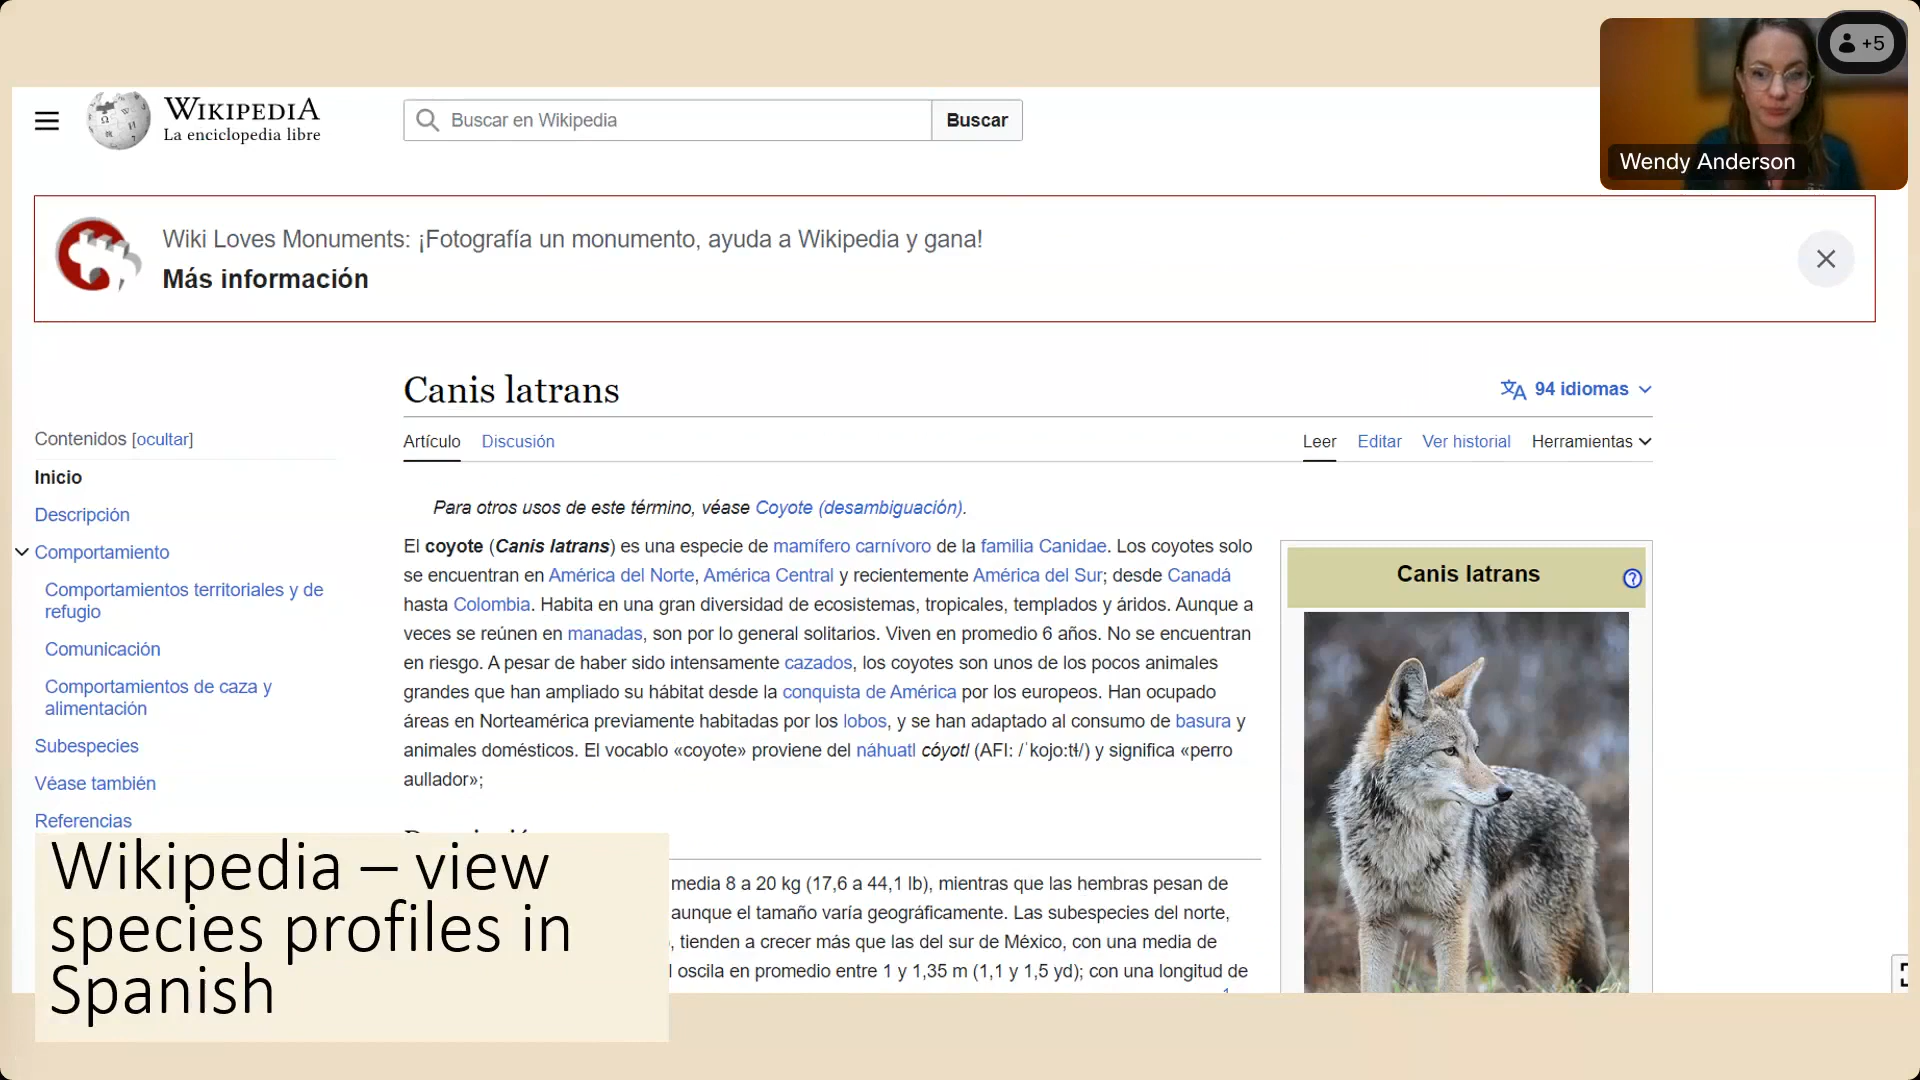 +5
Wendy Anderson
WIKIPEDIA
La enciclopedia libre
Buscar en Wikipedia
Buscar
Wiki Loves Monuments: ¡Fotografía un monumento, ayuda a Wikipedia y gana!
Más información
Canis latrans
94 idiomas
Artículo Discusión
Leer Editar Ver historial Herramientas
Contenidos [ocultar]
Inicio
Descripción
Comportamiento
Comportamientos territoriales y de
refugio
Comunicación
Comportamientos de caza y
alimentación
Subespecies
Véase también
Referencias
Para otros usos de este término, véase Coyote (desambiguación).
El coyote (Canis latrans) es una especie de mamífero carnívoro de la familia Canidae. Los coyotes solo
se encuentran en América del Norte, América Central y recientemente América del Sur; desde Canadá
hasta Colombia. Habita en una gran diversidad de ecosistemas, tropicales, templados y áridos. Aunque a
veces se reúnen en manadas, son por lo general solitarios. Viven en promedio 6 años. No se encuentran
en riesgo. A pesar de haber sido intensamente cazados, los coyotes son unos de los pocos animales
grandes que han ampliado su hábitat desde la conquista de América por los europeos. Han ocupado
áreas en Norteamérica previamente habitadas por los lobos, y se han adaptado al consumo de basura y
animales domésticos. El vocablo «coyote» proviene del náhuatl cóyotl (AFI: /ˈkojoːtɬ/) y significa «perro
aullador»;
media 8 a 20 kg (17,6 a 44,1 lb), mientras que las hembras pesan de
aunque el tamaño varía geográficamente. Las subespecies del norte,
, tienden a crecer más que las del sur de México, con una media de
l oscila en promedio entre 1 y 1,35 m (1,1 y 1,5 yd); con una longitud de
Canis latrans
Wikipedia – view
species profiles in
Spanish